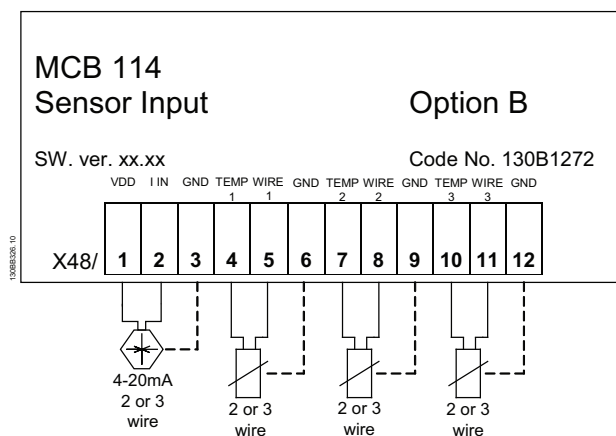 MCB 114
Sensor Input Option B
SW. ver. xx.xx Code No. 130B1272
VDD I IN GND TEMP 1 WIRE 1 GND TEMP 2 WIRE 2 GND TEMP 3 WIRE 3 GND
X48/ 1 2 3 4 5 6 7 8 9 10 11 12
130BB326.10
4-20mA
2 or 3
wire
2 or 3
wire
2 or 3
wire
2 or 3
wire